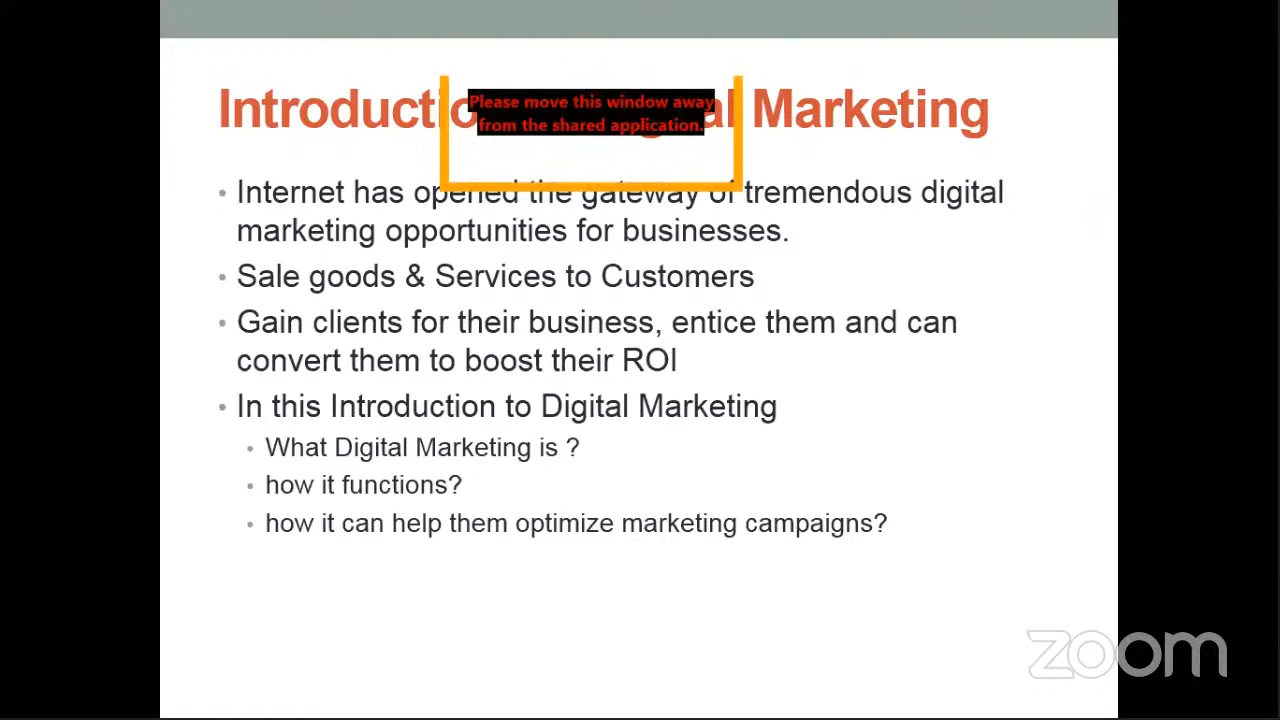 Introduction Digital Marketing
Please move this window away
from the shared application.
• Internet has opened the gateway of tremendous digital
marketing opportunities for businesses.
• Sale goods & Services to Customers
• Gain clients for their business, entice them and can
convert them to boost their ROI
• In this Introduction to Digital Marketing
• What Digital Marketing is ?
• how it functions?
• how it can help them optimize marketing campaigns?
zoom